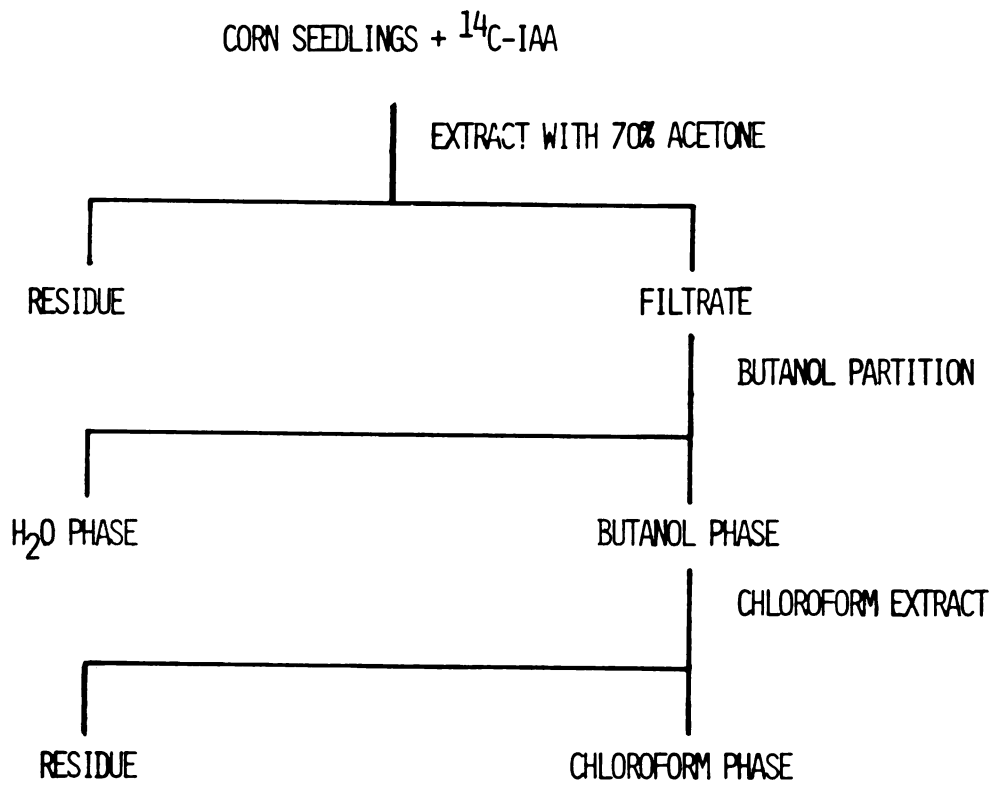 CORN SEEDLINGS + ¹⁴C-IAA
EXTRACT WITH 70% ACETONE
RESIDUE
FILTRATE
BUTANOL PARTITION
H₂O PHASE
BUTANOL PHASE
CHLOROFORM EXTRACT
RESIDUE
CHLOROFORM PHASE